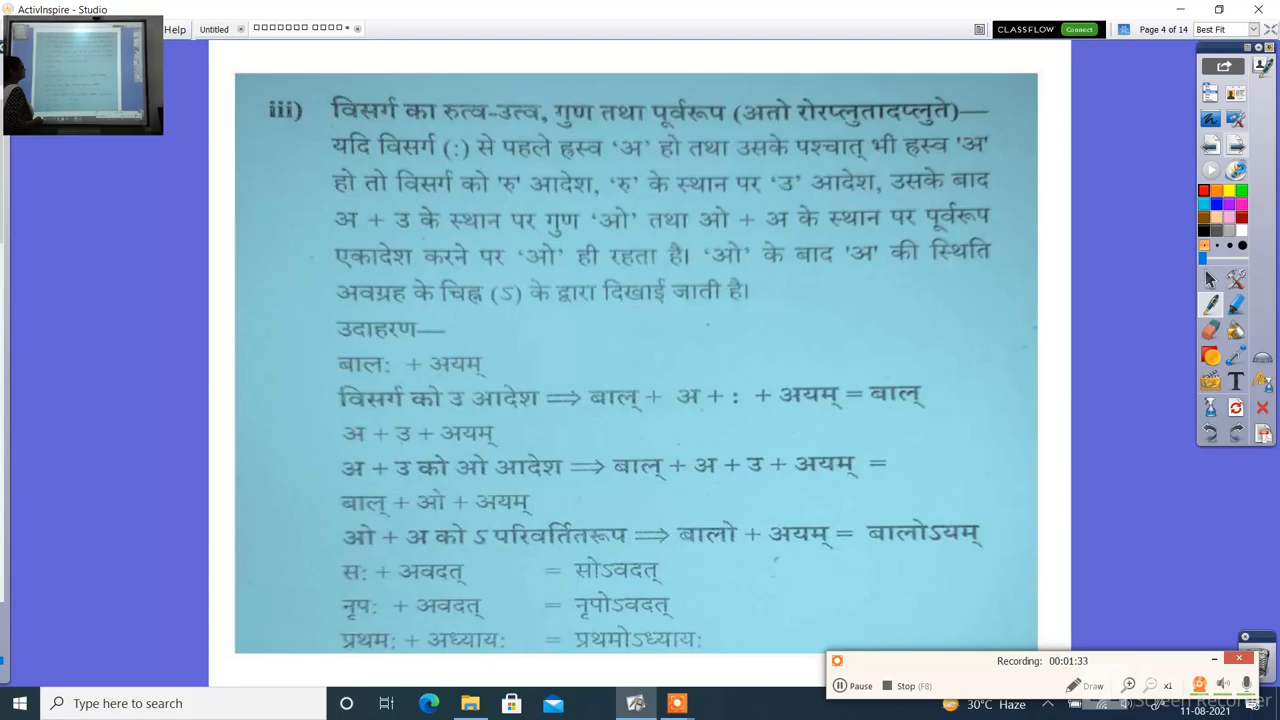 ActivInspire - Studio
Help
Untitled
CLASSFLOW Connect
Page 4 of 14
Best Fit
iii) विसर्ग का रुत्व-उत्व, गुण तथा पूर्वरूप (अतो रोरप्लुतादप्लुते)—
यदि विसर्ग (:) से पहले ह्रस्व ‘अ’ हो तथा उसके पश्चात् भी ह्रस्व 'अ'
हो तो विसर्ग को 'रु' आदेश, ‘रु’ के स्थान पर ‘उ’ आदेश, उसके बाद
अ + उ के स्थान पर गुण ‘ओ’ तथा ओ + अ के स्थान पर पूर्वरूप
एकादेश करने पर ‘ओ’ ही रहता है। ‘ओ’ के बाद 'अ' की स्थिति
अवग्रह के चिह्न (ऽ) के द्वारा दिखाई जाती है।
उदाहरण—
बाल: + अयम्
विसर्ग को उ आदेश ⟹ बाल् + अ + : + अयम् = बाल्
अ + उ + अयम्
अ + उ को ओ आदेश ⟹ बाल् + अ + उ + अयम् =
बाल् + ओ + अयम्
ओ + अ को ऽ परिवर्तितरूप ⟹ बालो + अयम् = बालोऽयम्
स: + अवदत् = सोऽवदत्
नृप: + अवदत् = नृपोऽवदत्
प्रथम: + अध्याय: = प्रथमोऽध्याय:
Recording: 00:01:33
Pause
Stop (F8)
Draw
x1
Screen Recorder
Type here to search
30°C Haze
11-08-2021